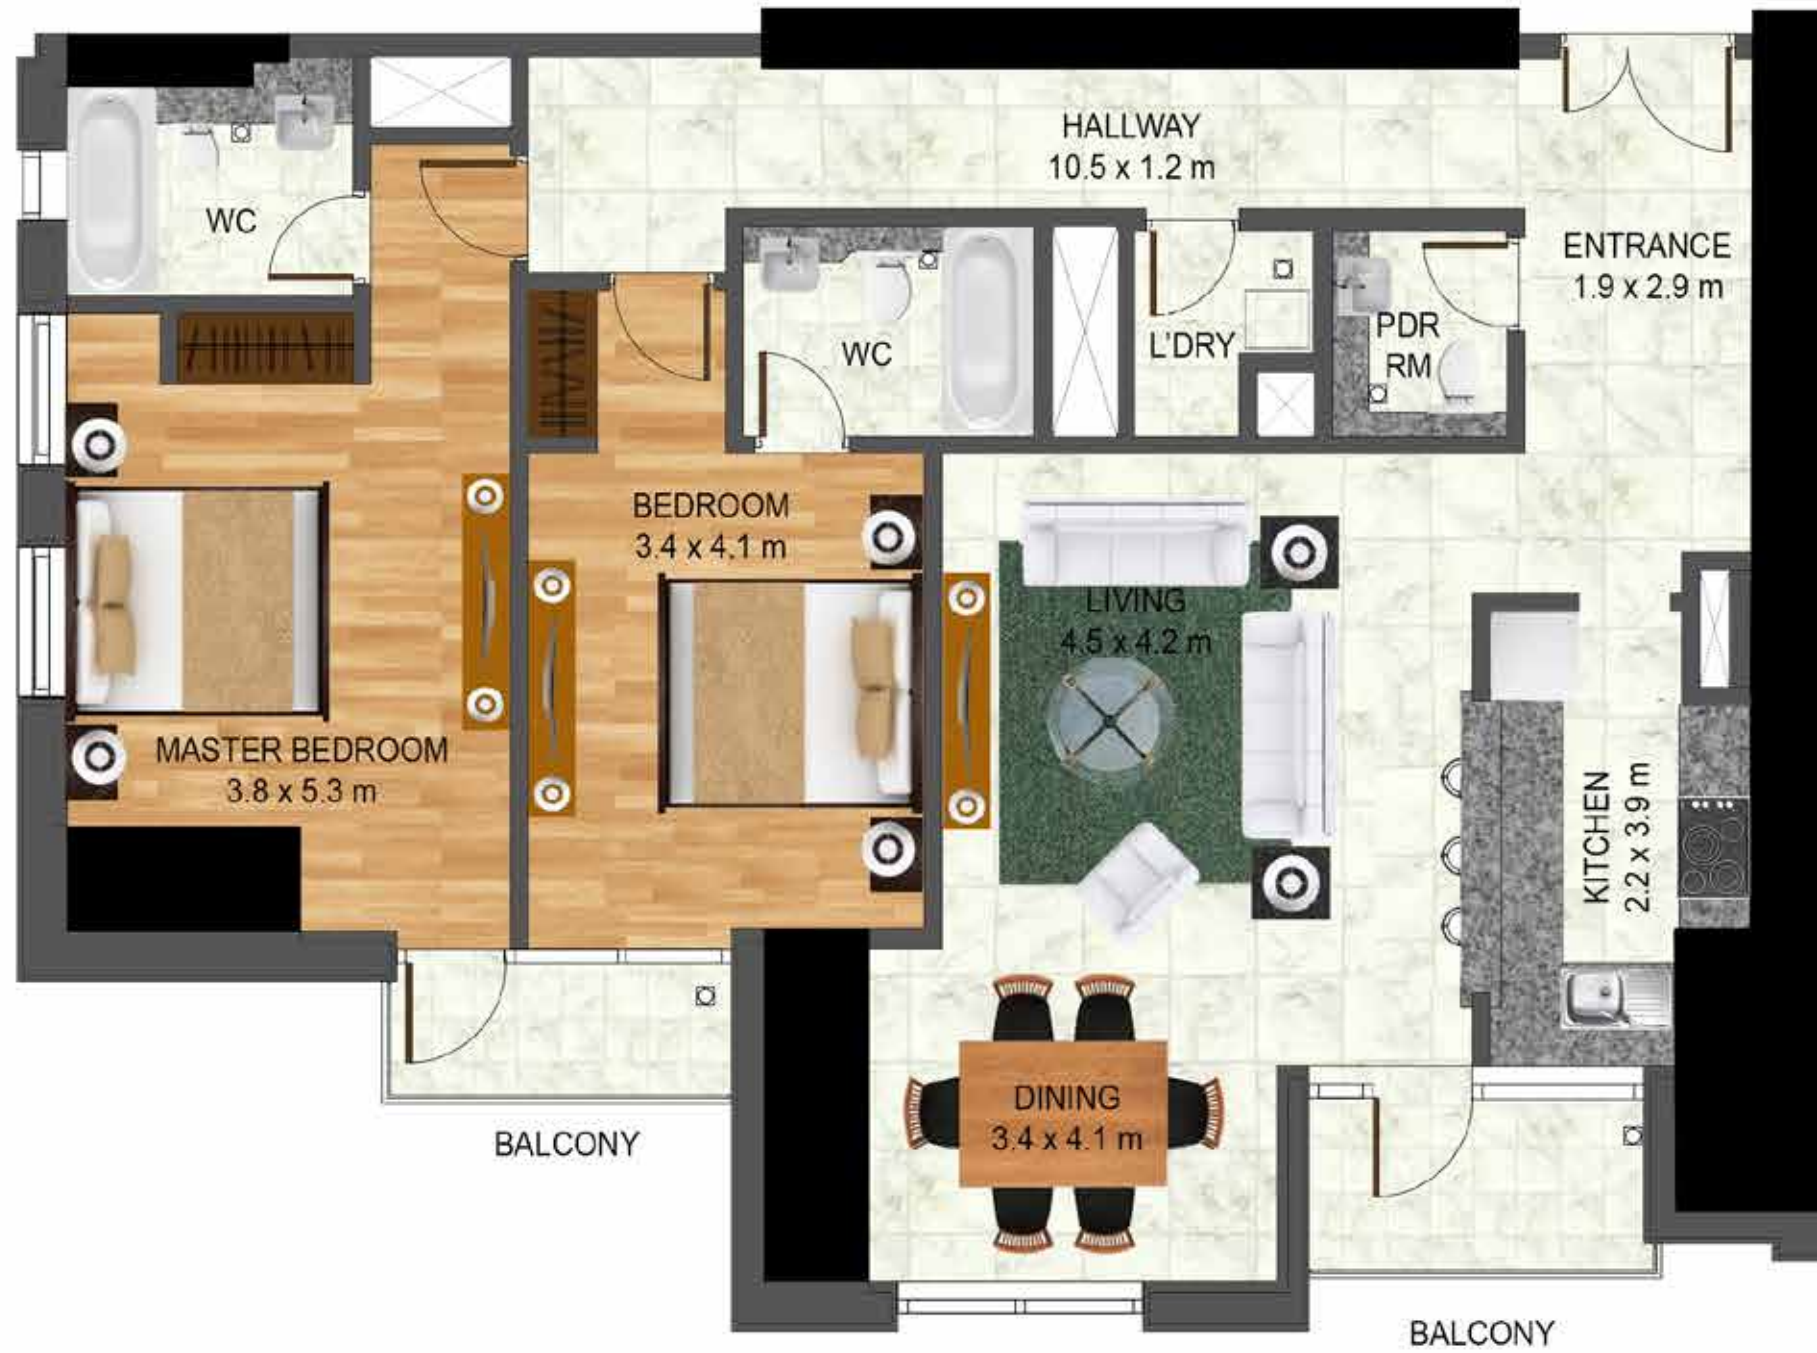 HALLWAY
10.5 x 1.2 m
WC
ENTRANCE
1.9 x 2.9 m
WC
L'DRY
PDR
RM
BEDROOM
3.4 x 4.1 m
LIVING
4.5 x 4.2 m
MASTER BEDROOM
3.8 x 5.3 m
KITCHEN
2.2 x 3.9 m
DINING
3.4 x 4.1 m
BALCONY
BALCONY